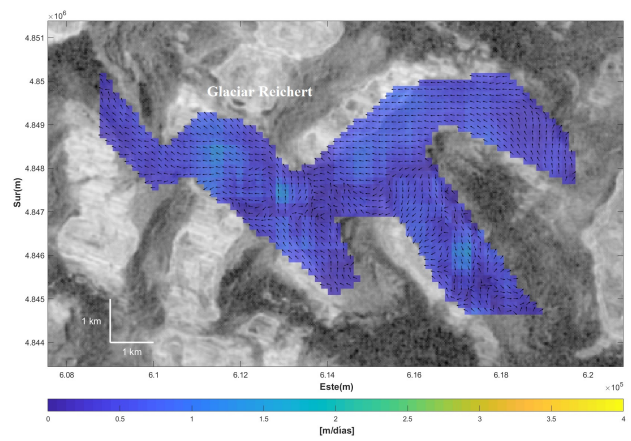 ×10⁶
4.851
4.85
4.849
4.848
4.847
4.846
4.845
4.844
Sur(m)
Glaciar Reichert
1 km
1 km
6.08 6.1 6.12 6.14 6.16 6.18 6.2
×10⁵
Este(m)
0 0.5 1 1.5 2 2.5 3 3.5 4
[m/dias]